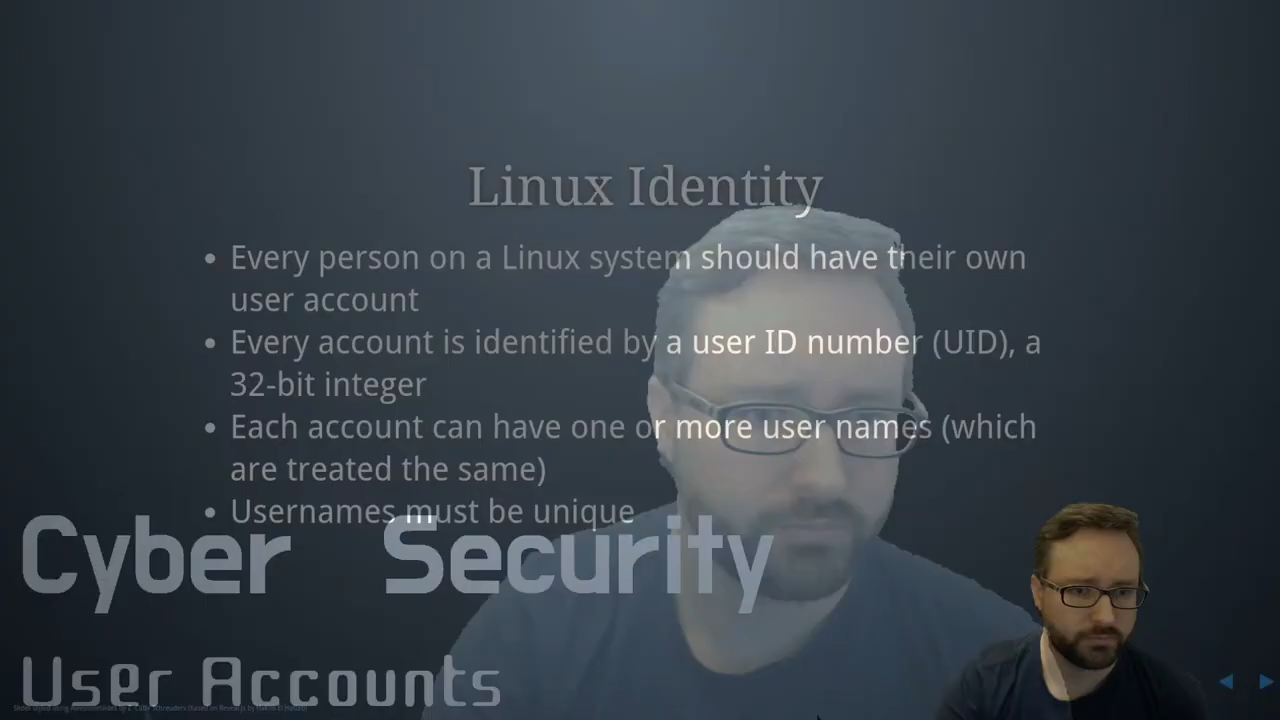 Linux Identity
Every person on a Linux system should have their own
user account
Every account is identified by a user ID number (UID), a
32-bit integer
Each account can have one or more user names (which
are treated the same)
Usernames must be unique
Cyber Security
User Accounts